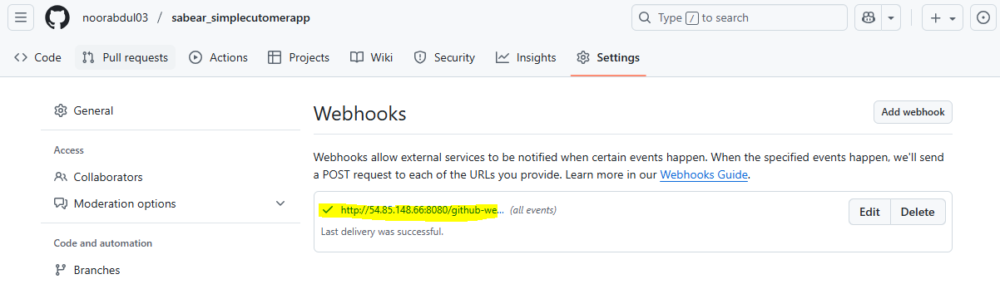 noorabdul03 / sabear_simplecutomerapp
Type / to search
Code Pull requests Actions Projects Wiki Security Insights Settings
General
Access
Collaborators
Moderation options
Code and automation
Branches
Webhooks
Add webhook
Webhooks allow external services to be notified when certain events happen. When the specified events happen, we'll send
a POST request to each of the URLs you provide. Learn more in our Webhooks Guide.
http://54.85.148.66:8080/github-we... (all events)
Edit Delete
Last delivery was successful.